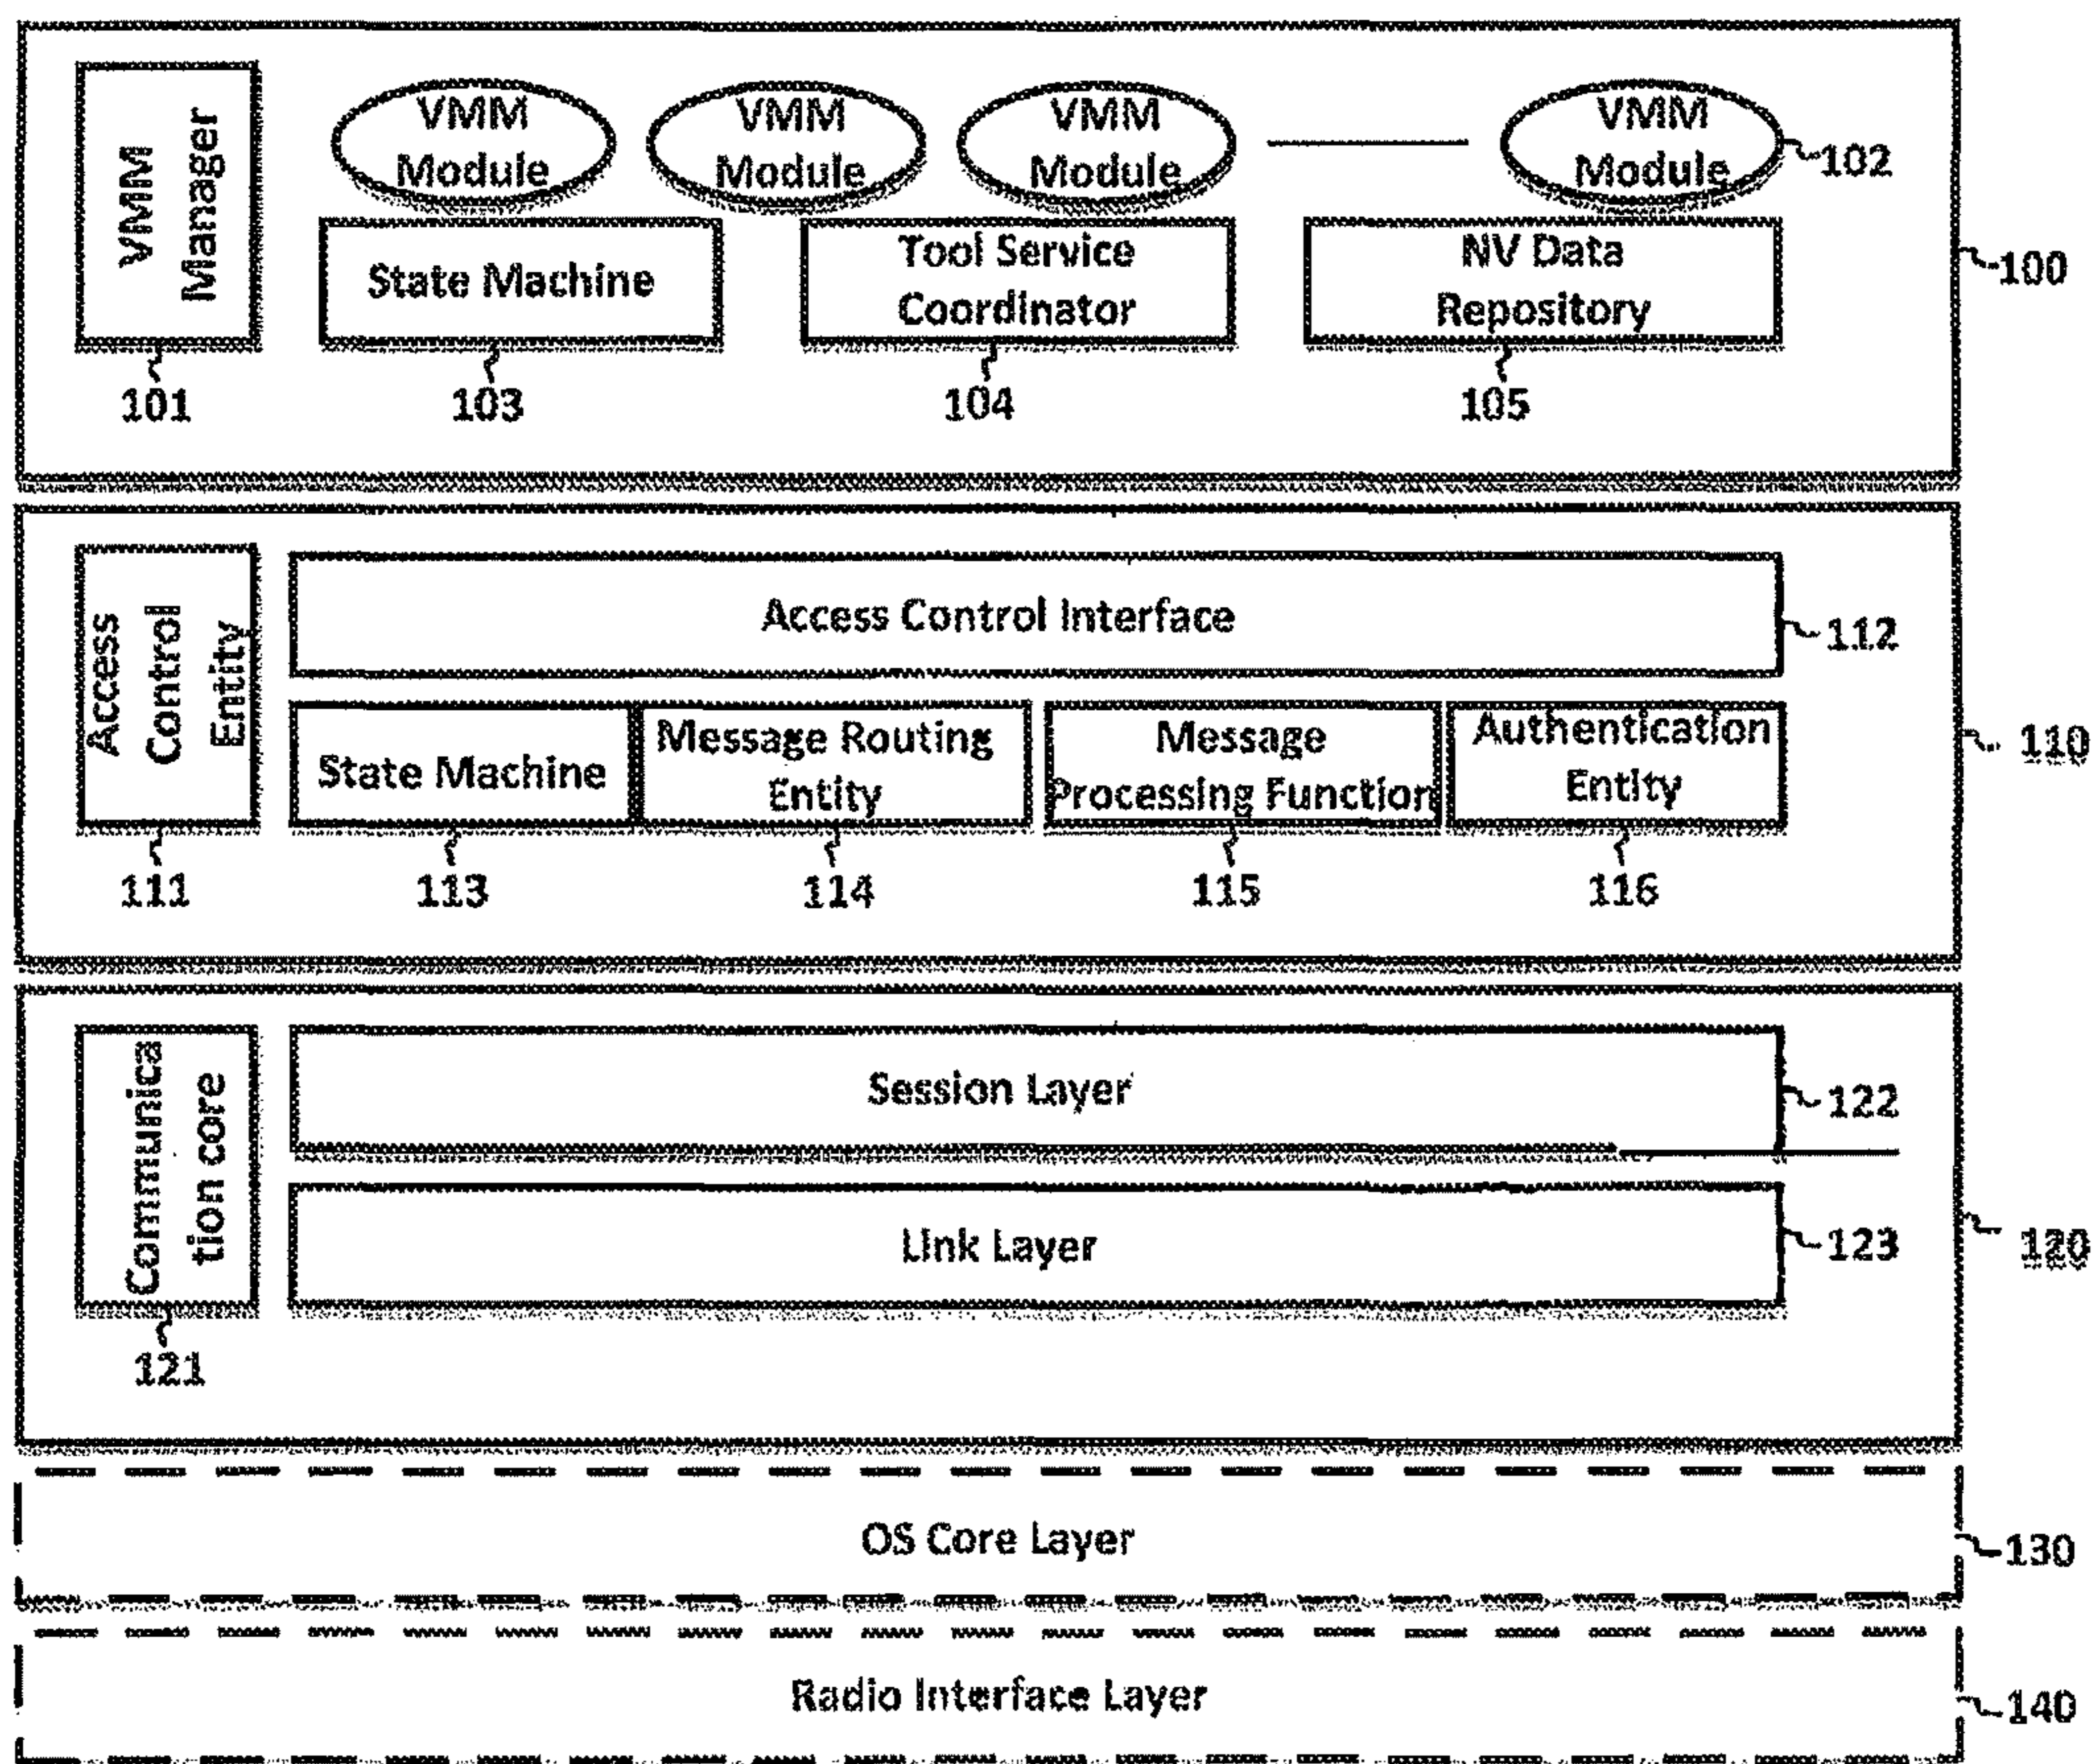 VMM
Manager
VMM
Module
VMM
Module
VMM
Module
VMM
Module
102
State Machine
Tool Service
Coordinator
NV Data
Repository
100
101
103
104
105
Access
Control
Entity
Access Control Interface
112
State Machine
Message Routing
Entity
Message
Processing Function
Authentication
Entity
110
111
113
114
115
116
Communica
tion core
Session Layer
122
Link Layer
123
120
121
OS Core Layer
130
Radio Interface Layer
140